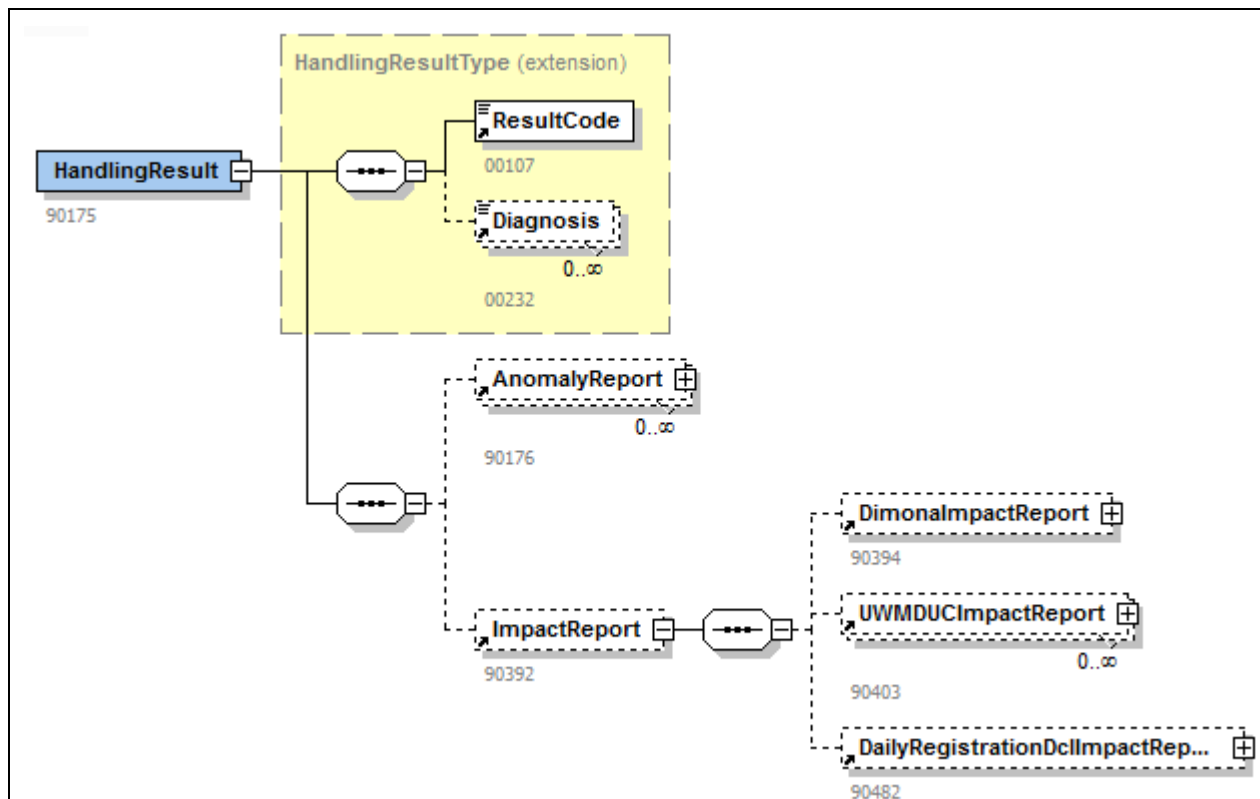 HandlingResultType (extension)
ResultCode
00107
HandlingResult
90175
Diagnosis
0..∞
00232
AnomalyReport
0..∞
90176
DimonaImpactReport
90394
UWMDUCImpactReport
0..∞
90403
ImpactReport
90392
DailyRegistrationDclImpactRep...
90482